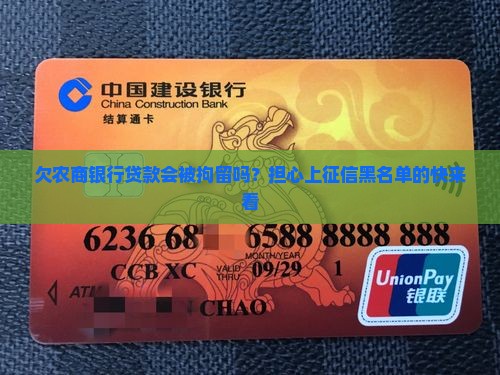 中国建设银行
China Construction Bank
结算通卡
欠农商银行贷款会被拘留吗？担心上征信黑名单的快来
看
6236 68 6588 8888 888
MONTH/YEAR
CCB XC VALID THRU 09/29 1
ATM
CHAO
UnionPay
银联